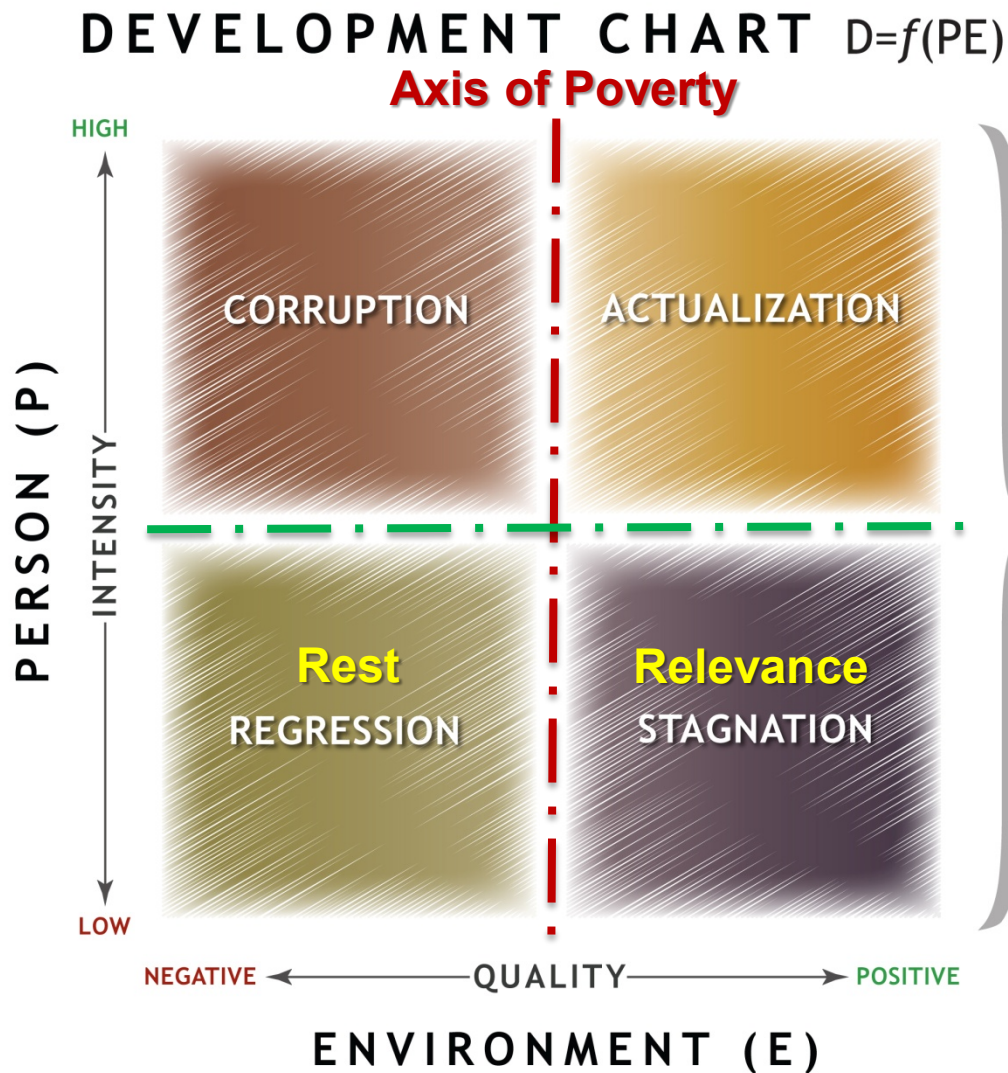 DEVELOPMENT CHART D=f(PE)
Axis of Poverty
HIGH
CORRUPTION
ACTUALIZATION
PERSON (P)
INTENSITY
Rest
Relevance
REGRESSION
STAGNATION
LOW
NEGATIVE
QUALITY
POSITIVE
ENVIRONMENT (E)